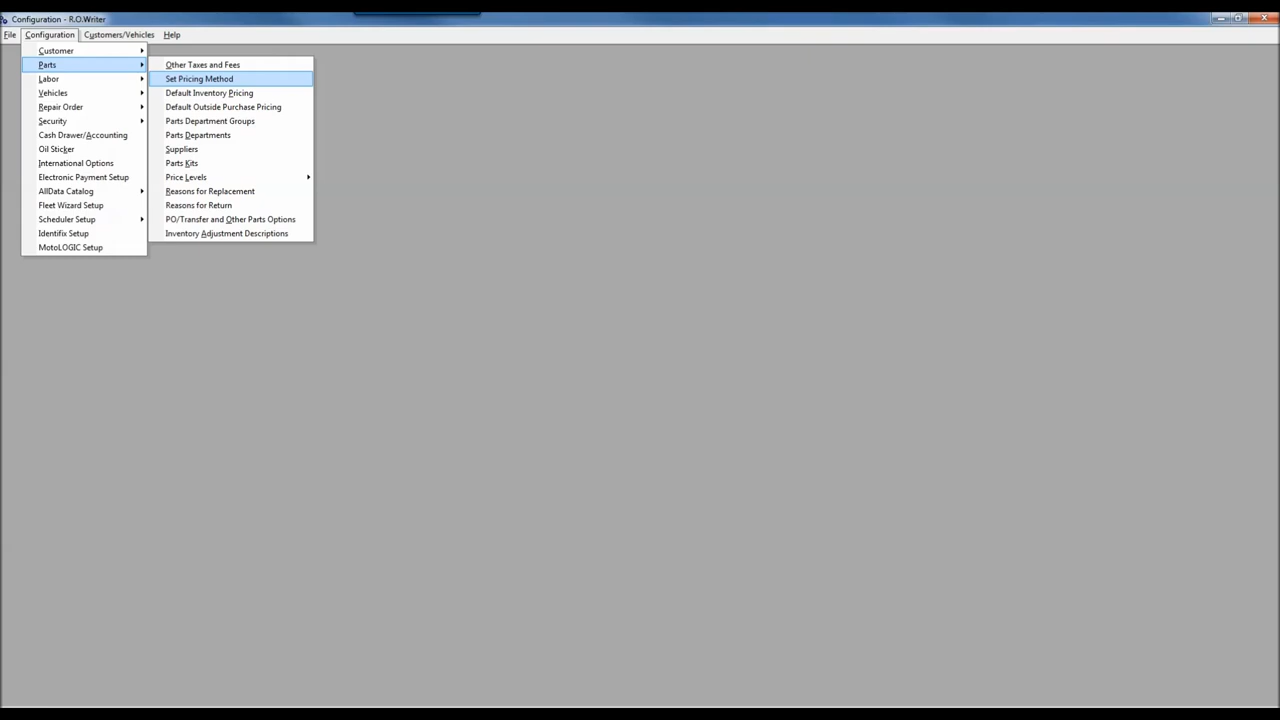 Configuration - R.O.Writer
File Configuration Customers/Vehicles Help
Customer
Parts
Labor
Vehicles
Repair Order
Security
Cash Drawer/Accounting
Oil Sticker
International Options
Electronic Payment Setup
AllData Catalog
Fleet Wizard Setup
Scheduler Setup
Identifix Setup
MotoLOGIC Setup
Other Taxes and Fees
Set Pricing Method
Default Inventory Pricing
Default Outside Purchase Pricing
Parts Department Groups
Parts Departments
Suppliers
Parts Kits
Price Levels
Reasons for Replacement
Reasons for Return
PO/Transfer and Other Parts Options
Inventory Adjustment Descriptions